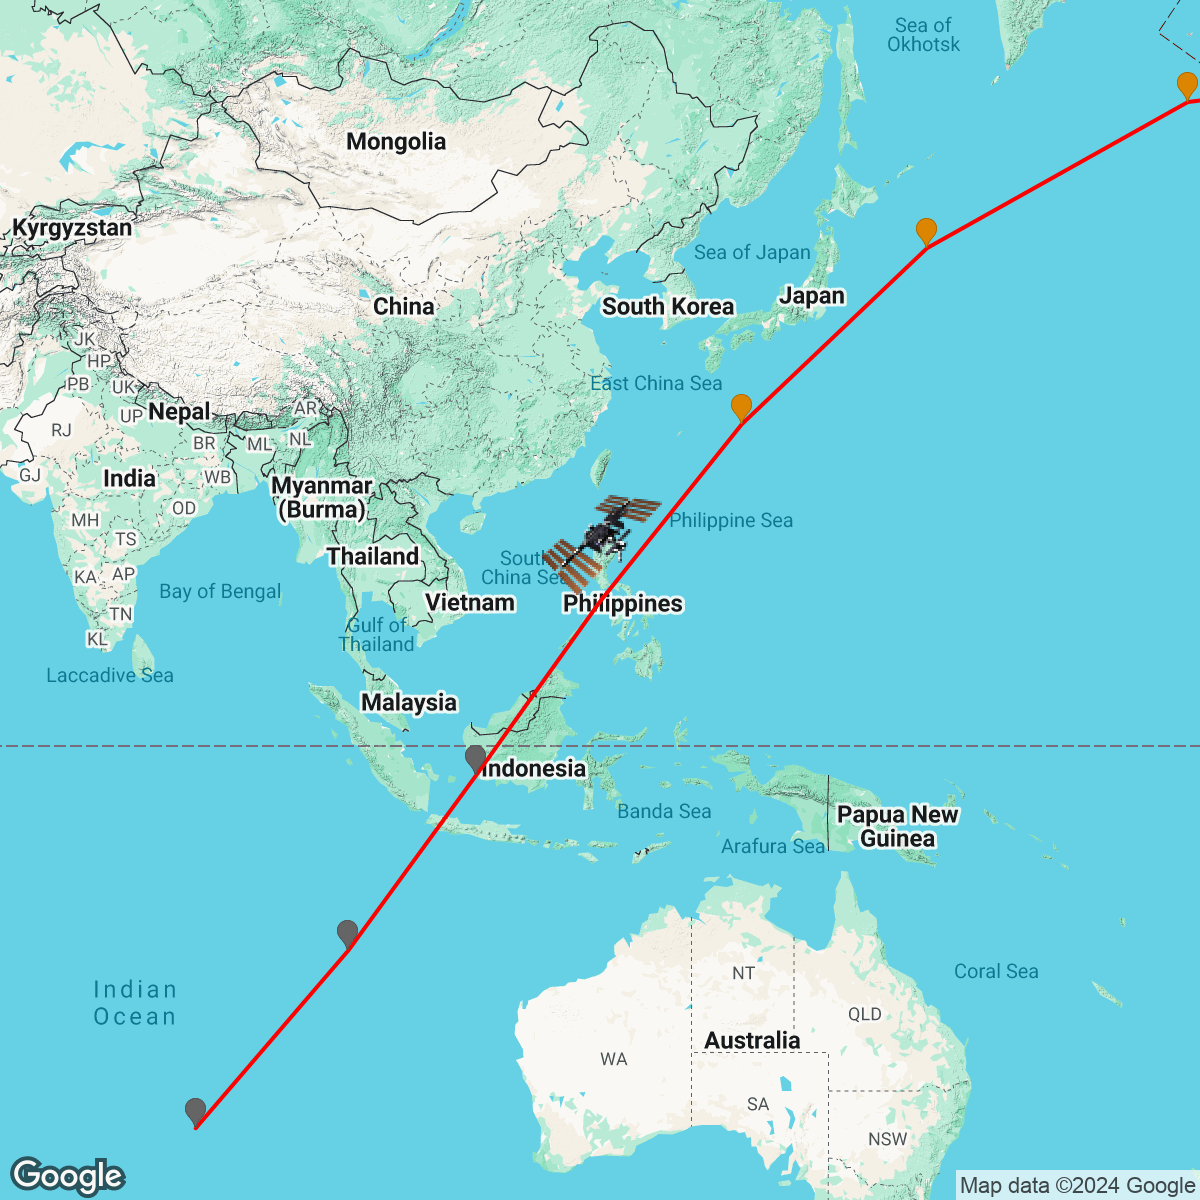 Sea of
Okhotsk
Mongolia
Kyrgyzstan
Sea of Japan
Japan
China
South Korea
JK
HP
PB
UK
East China Sea
Nepal
UP
AR
RJ
BR
ML
NL
GJ
India
WB
Myanmar
(Burma)
OD
MH
Philippine Sea
TS
Thailand
South
China Sea
KA
AP
Bay of Bengal
Vietnam
Philippines
TN
Gulf of
Thailand
KL
Laccadive Sea
Malaysia
Indonesia
Banda Sea
Papua New
Guinea
Arafura Sea
NT
Coral Sea
Indian
Ocean
QLD
Australia
WA
SA
NSW
Google
Map data ©2024 Google